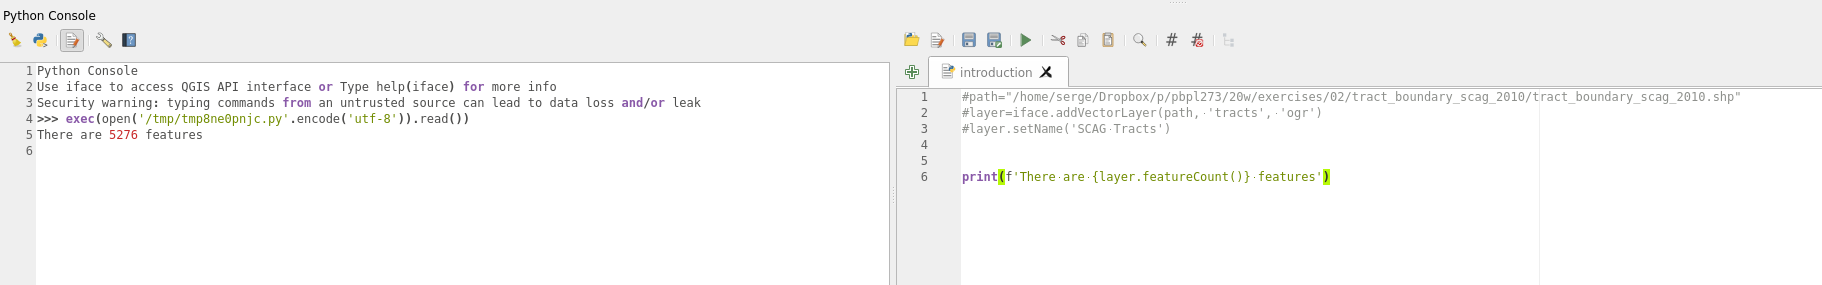 Python Console
1 Python Console
2 Use iface to access QGIS API interface or Type help(iface) for more info
3 Security warning: typing commands from an untrusted source can lead to data loss and/or leak
4 >>> exec(open('/tmp/tmp8ne0pnjc.py'.encode('utf-8')).read())
5 There are 5276 features
6
introduction
1 #path="/home/serge/Dropbox/p/pbpl273/20w/exercises/02/tract_boundary_scag_2010/tract_boundary_scag_2010.shp"
2 #layer=iface.addVectorLayer(path, 'tracts', 'ogr')
3 #layer.setName('SCAG Tracts')
4
5
6 print(f'There are {layer.featureCount()} features')